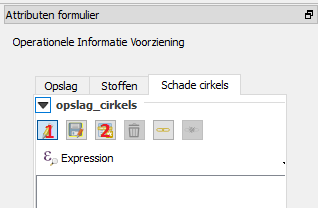 Attributen formulier
Operationele Informatie Voorziening
Opslag Stoffen Schade cirkels
opslag_cirkels
1 2
Expression